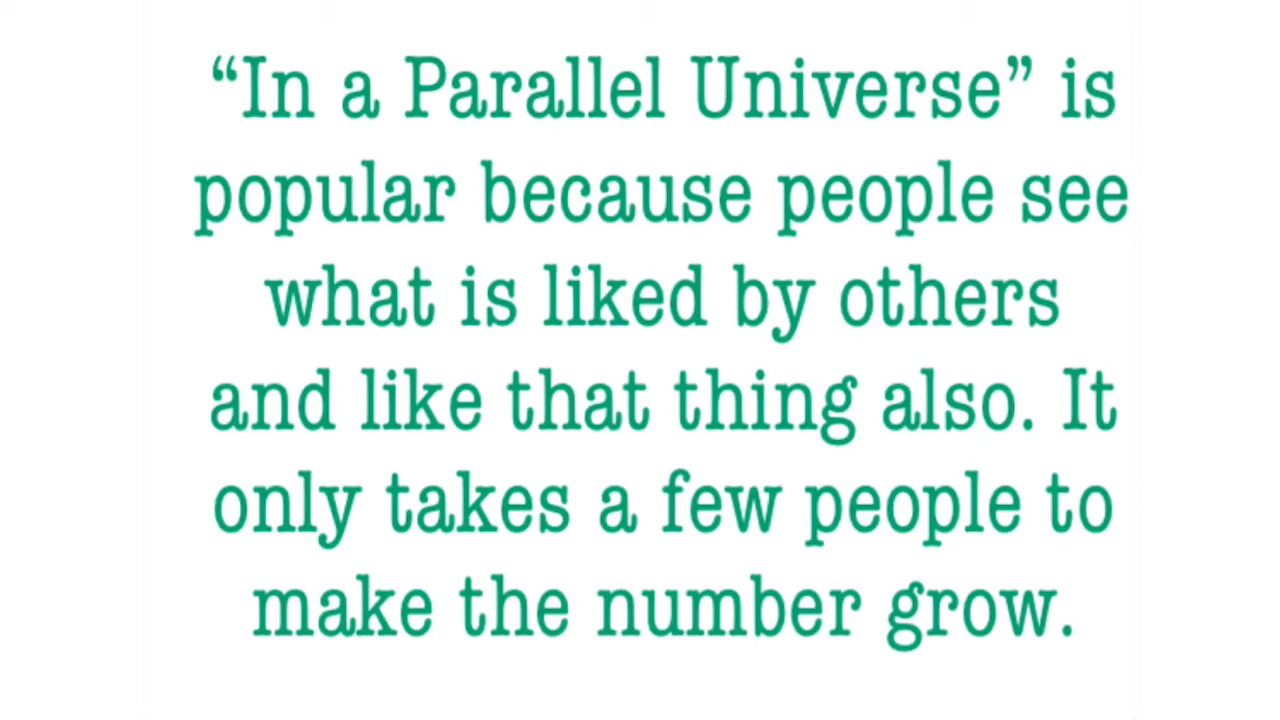 “In a Parallel Universe” is
popular because people see
what is liked by others
and like that thing also. It
only takes a few people to
make the number grow.